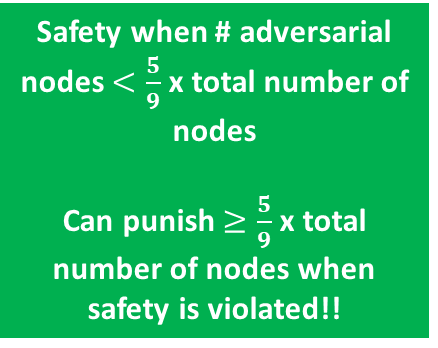 Safety when # adversarial
nodes < 5/9 x total number of
nodes
Can punish ≥ 5/9 x total
number of nodes when
safety is violated!!